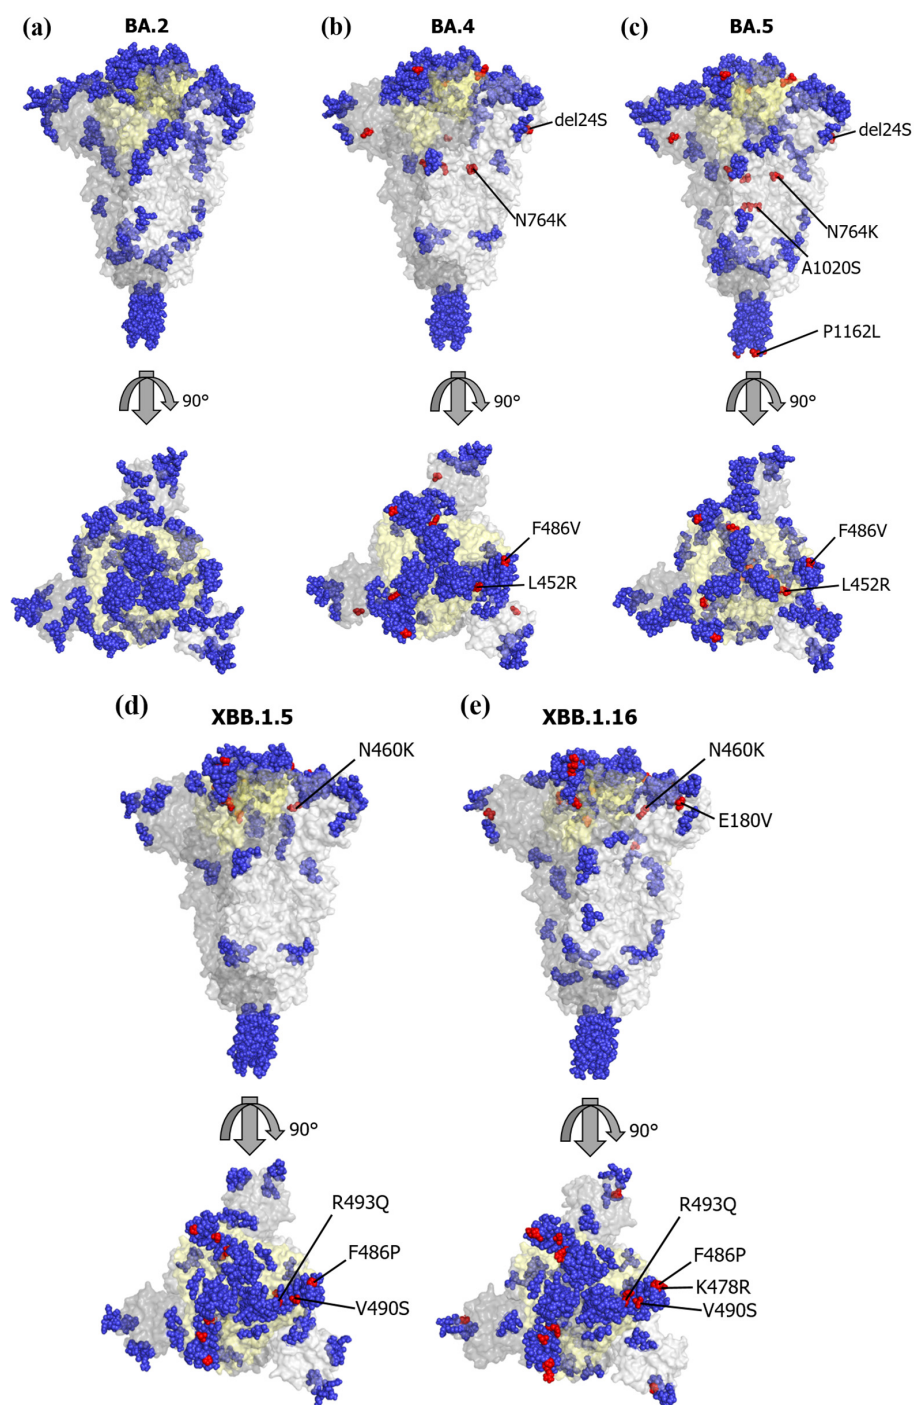 (a) BA.2
(b) BA.4
(c) BA.5
del24S
N764K
del24S
N764K
A1020S
P1162L
90°
90°
90°
F486V
L452R
F486V
L452R
(d) XBB.1.5
(e) XBB.1.16
N460K
N460K
E180V
90°
90°
R493Q
F486P
V490S
R493Q
F486P
K478R
V490S